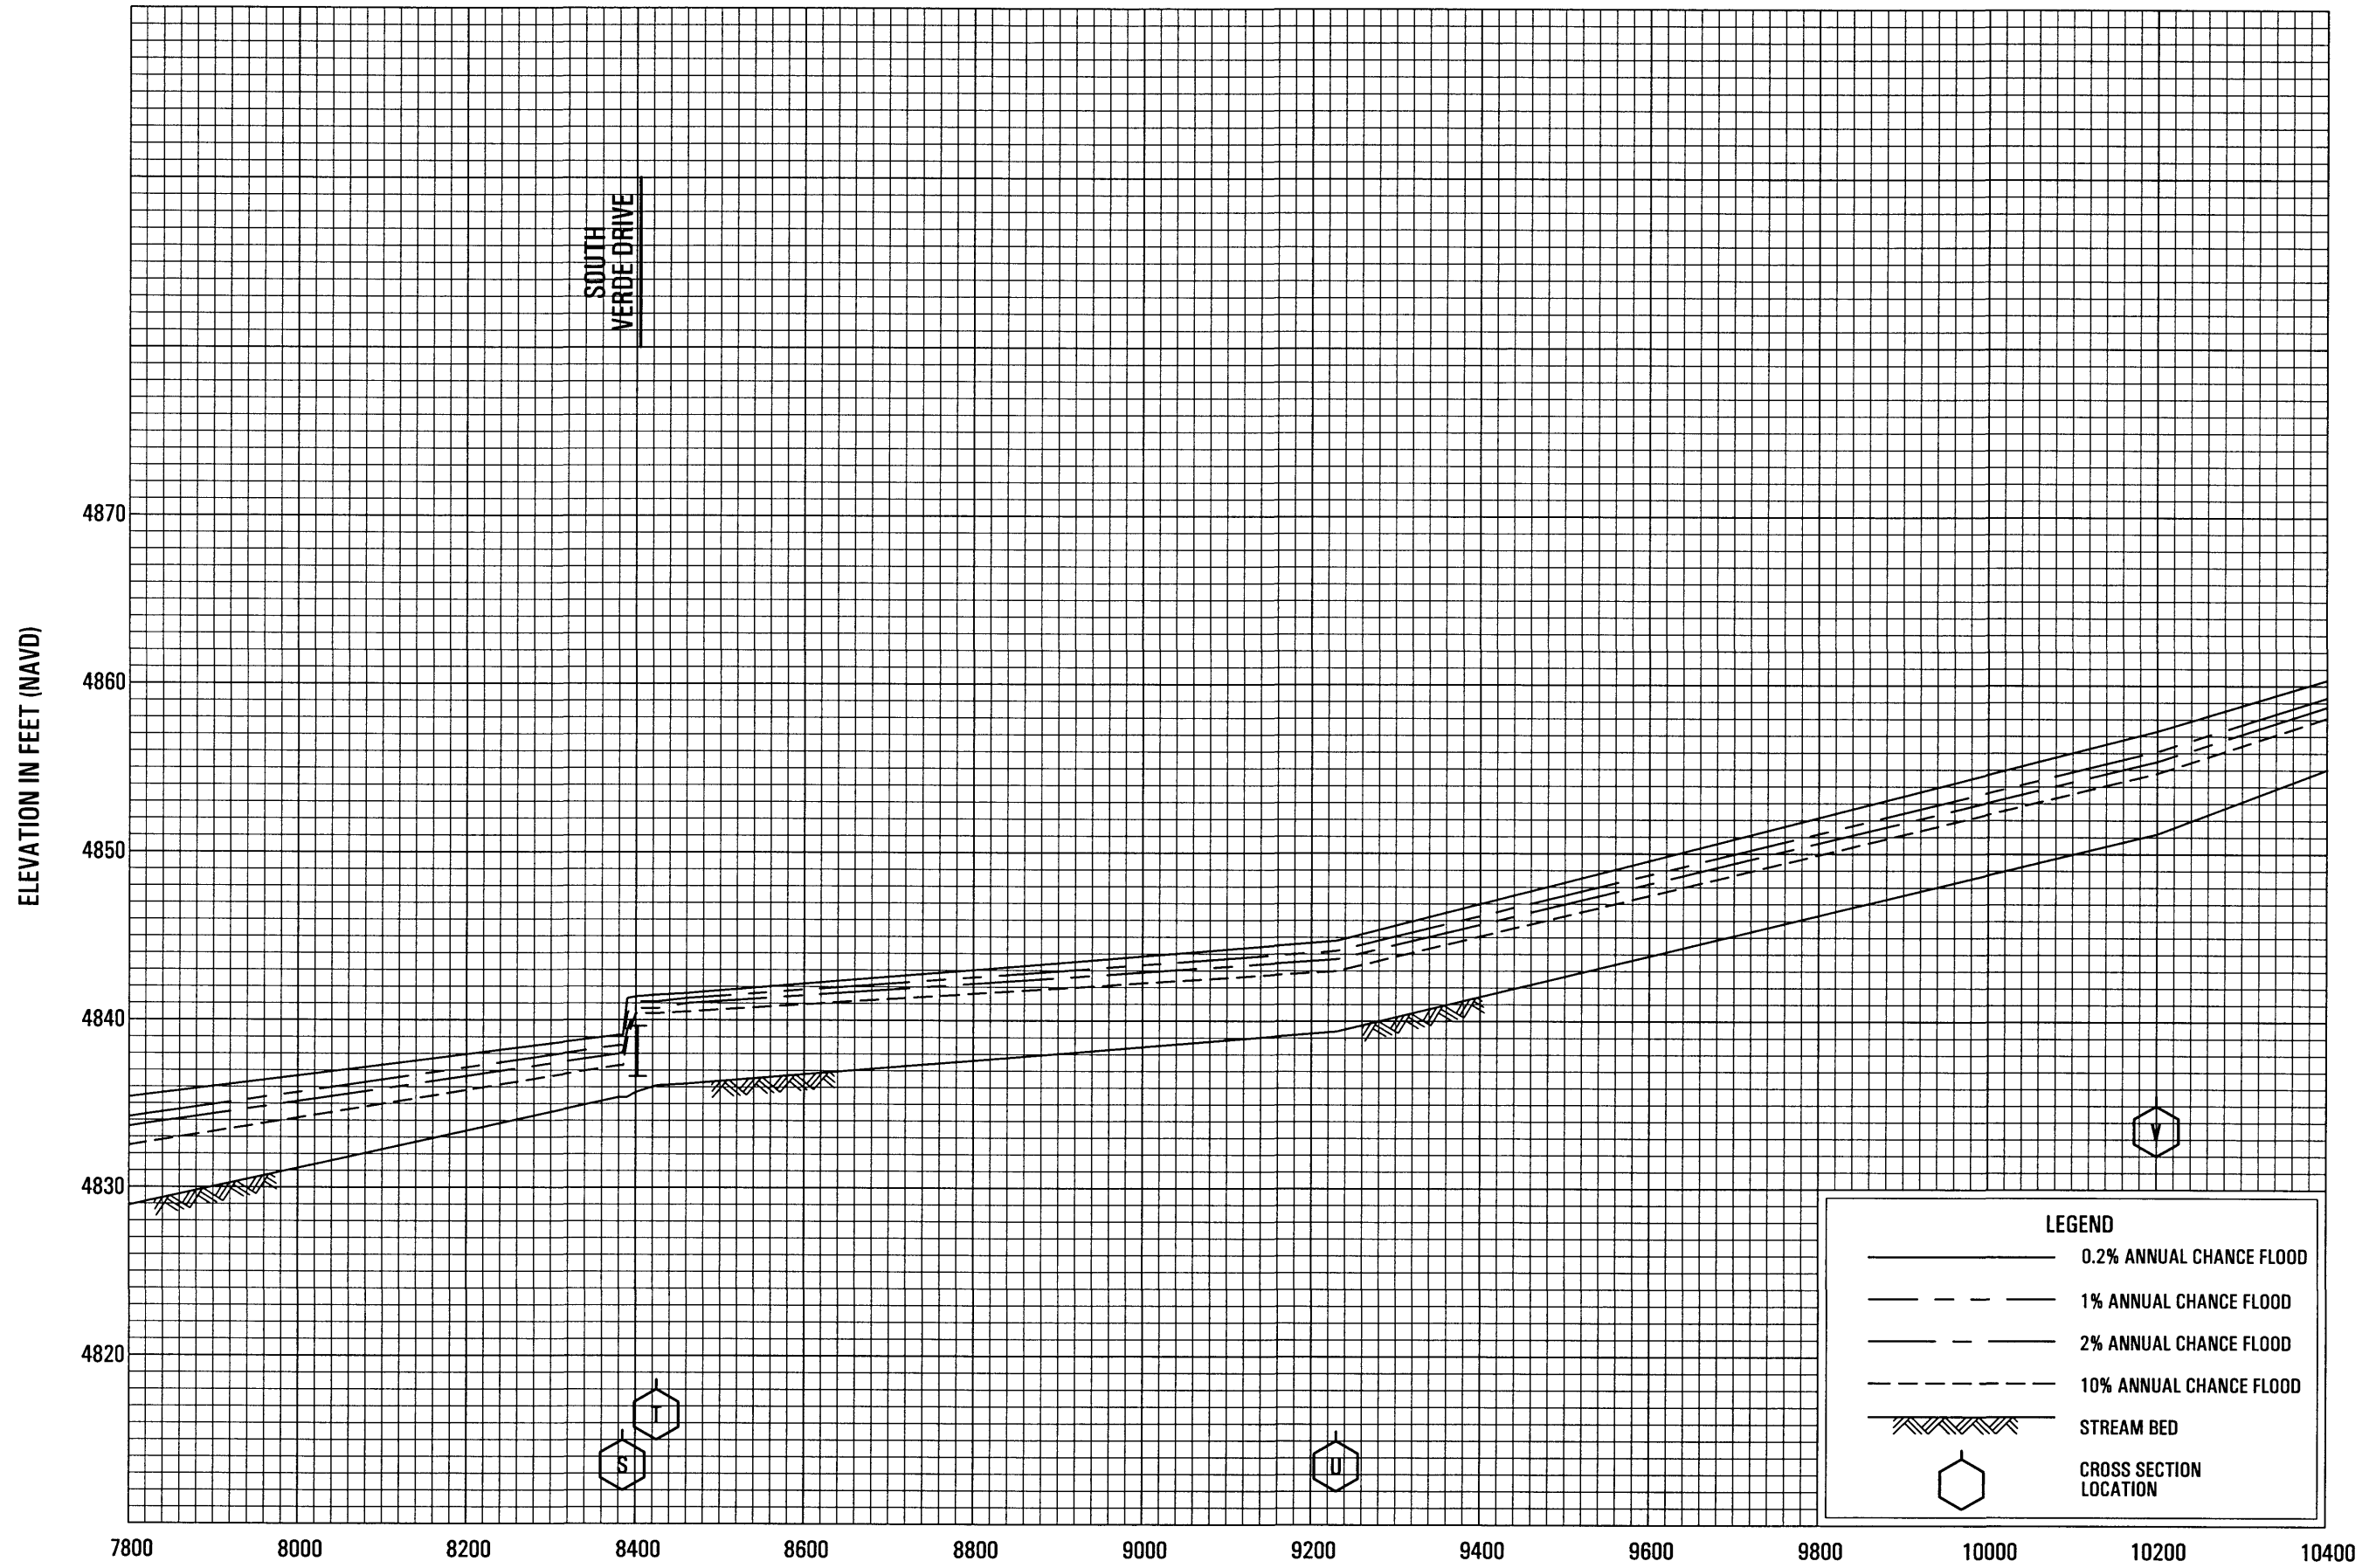 SOUTH
VERDE DRIVE
ELEVATION IN FEET (NAVD)
4870
4860
4850
4840
4830
4820
T
S
U
V
LEGEND
0.2% ANNUAL CHANCE FLOOD
1% ANNUAL CHANCE FLOOD
2% ANNUAL CHANCE FLOOD
10% ANNUAL CHANCE FLOOD
STREAM BED
CROSS SECTION
LOCATION
7800 8000 8200 8400 8600 8800 9000 9200 9400 9600 9800 10000 10200 10400